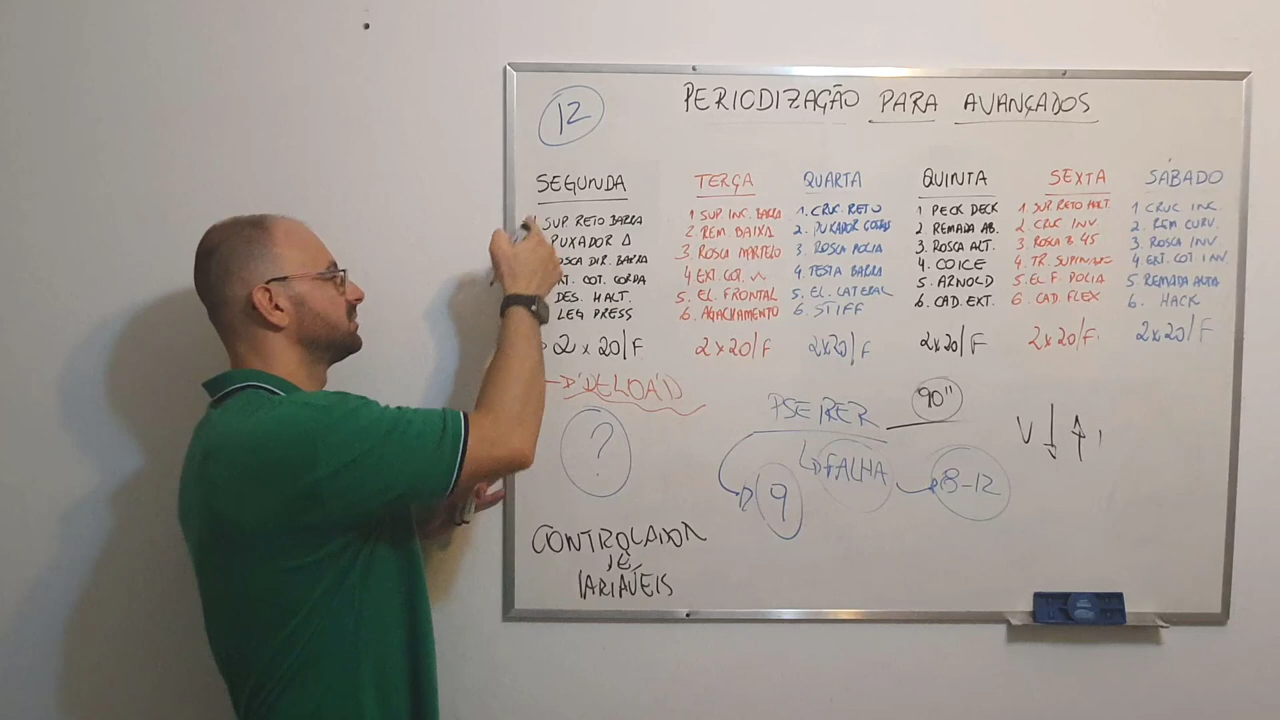 12
PERIODIZAÇÃO PARA AVANÇADOS
SEGUNDA
SUP. RETO BARRA
PUXADOR Δ
DIR. BARRA
COT. CORDA
DES. HALT.
LEG PRESS
2 x 20/F
TERÇA
1 SUP. INC. BARRA
2. REM. BAIXA
3. ROSCA MARTELO
4 EXT. COT. ^
5. EL. FRONTAL
6. AGACHAMENTO
2 x 20/F
QUARTA
1. CRUC. RETO
2. PUXADOR COSTAS
3. ROSCA POLIA
4. TESTA BARRA
5. EL. LATERAL
6. STIFF
2x20/F
QUINTA
1 PECK DECK
2. REMADA AB.
3. ROSCA ALT.
4. COICE
5. ARNOLD
6. CAD. EXT.
2x20/F
SEXTA
1. SUP. RETO HALT.
2. CRUC INV.
3. ROSCA B. 45
4. TR. SUPINADO
5. EL F. POLIA
6. CAD. FLEX
2x20/F.
SÁBADO
1 CRUC INC.
2. REM CURV.
3. ROSCA INV.
4. EXT. COT INV.
5 REMADA ALTA
6. HACK
2x20/F
DELOAD
?
PSE RER
90"
V ↓ ↑ I
FALHA
9
8-12
CONTROLADOR
DE
VARIÁVEIS